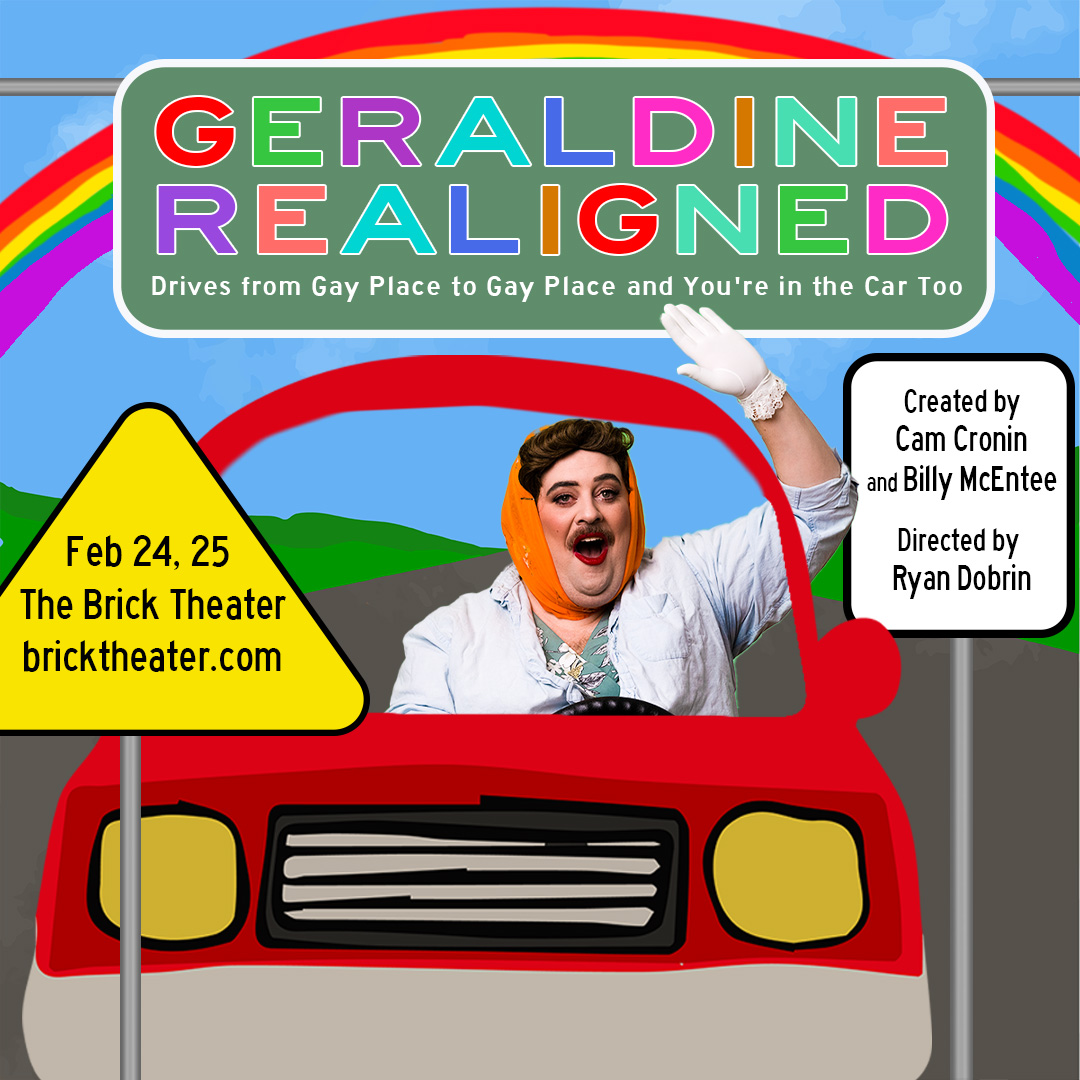 GERALDINE
REALIGNED
Drives from Gay Place to Gay Place and You're in the Car Too
Created by
Cam Cronin
and Billy McEntee
Directed by
Ryan Dobrin
Feb 24, 25
The Brick Theater
bricktheater.com